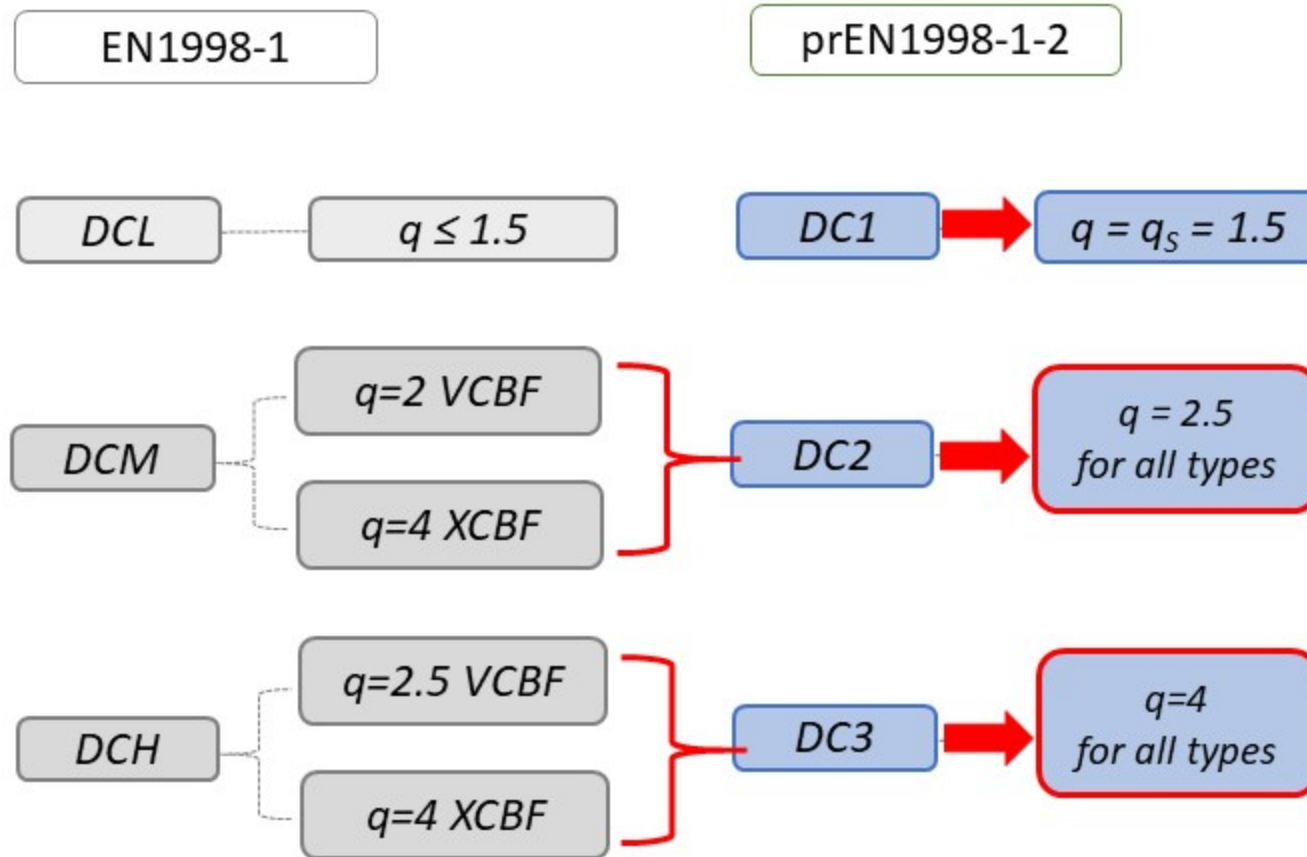 EN1998-1
prEN1998-1-2
DCL
q ≤ 1.5
DC1
q = qS = 1.5
DCM
q=2 VCBF
q=4 XCBF
DC2
q = 2.5
for all types
DCH
q=2.5 VCBF
q=4 XCBF
DC3
q=4
for all types